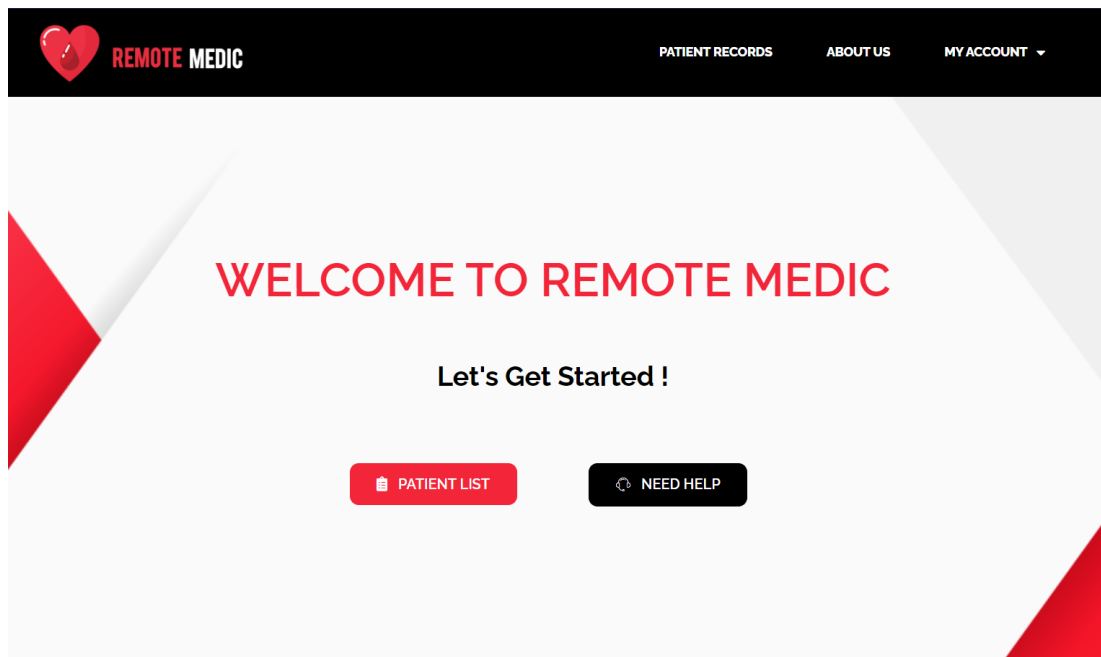 REMOTE MEDIC
PATIENT RECORDS
ABOUT US
MY ACCOUNT
WELCOME TO REMOTE MEDIC
Let's Get Started !
PATIENT LIST
NEED HELP